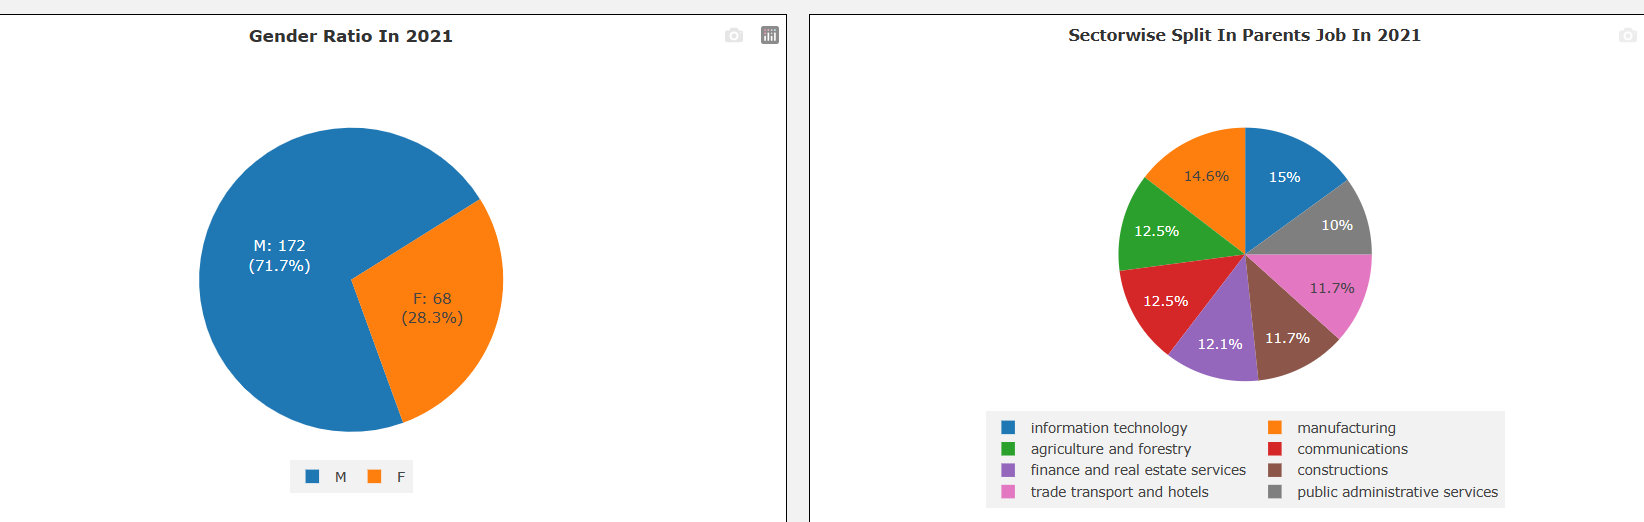 Gender Ratio In 2021
M: 172
(71.7%)
F: 68
(28.3%)
M F
Sectorwise Split In Parents Job In 2021
14.6%
15%
12.5%
10%
12.5%
11.7%
12.1%
11.7%
information technology manufacturing
agriculture and forestry communications
finance and real estate services constructions
trade transport and hotels public administrative services